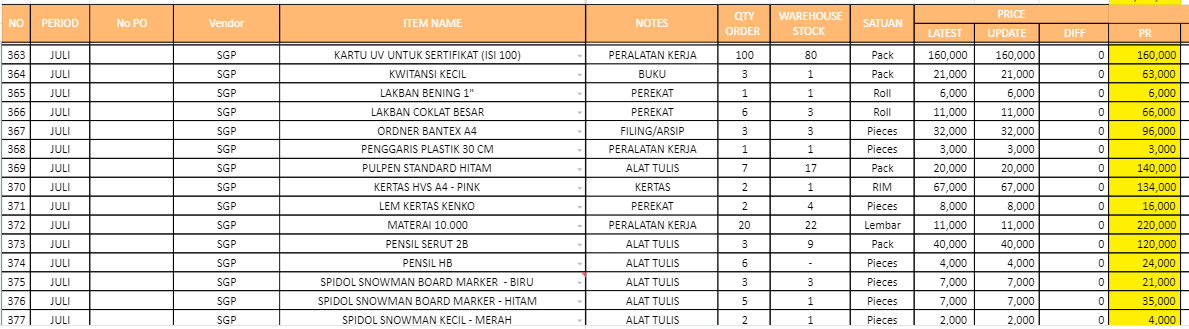 NO PERIOD No PO Vendor ITEM NAME NOTES QTY ORDER WAREHOUSE STOCK SATUAN PRICE
LATEST UPDATE DIFF PR
363 JULI SGP KARTU UV UNTUK SERTIFIKAT (ISI 100) PERALATAN KERJA 100 80 Pack 160,000 160,000 0 160,000
364 JULI SGP KWITANSI KECIL BUKU 3 1 Pack 21,000 21,000 0 63,000
365 JULI SGP LAKBAN BENING 1" PEREKAT 1 1 Roll 6,000 6,000 0 6,000
366 JULI SGP LAKBAN COKLAT BESAR PEREKAT 6 3 Roll 11,000 11,000 0 66,000
367 JULI SGP ORDNER BANTEX A4 FILING/ARSIP 3 3 Pieces 32,000 32,000 0 96,000
368 JULI SGP PENGGARIS PLASTIK 30 CM PERALATAN KERJA 1 1 Pieces 3,000 3,000 0 3,000
369 JULI SGP PULPEN STANDARD HITAM ALAT TULIS 7 17 Pack 20,000 20,000 0 140,000
370 JULI SGP KERTAS HVS A4 - PINK KERTAS 2 1 RIM 67,000 67,000 0 134,000
371 JULI SGP LEM KERTAS KENKO PEREKAT 2 4 Pieces 8,000 8,000 0 16,000
372 JULI SGP MATERAI 10.000 PERALATAN KERJA 20 22 Lembar 11,000 11,000 0 220,000
373 JULI SGP PENSIL SERUT 2B ALAT TULIS 3 9 Pack 40,000 40,000 0 120,000
374 JULI SGP PENSIL HB ALAT TULIS 6 - Pieces 4,000 4,000 0 24,000
375 JULI SGP SPIDOL SNOWMAN BOARD MARKER - BIRU ALAT TULIS 3 3 Pieces 7,000 7,000 0 21,000
376 JULI SGP SPIDOL SNOWMAN BOARD MARKER - HITAM ALAT TULIS 5 1 Pieces 7,000 7,000 0 35,000
377 JULI SGP SPIDOL SNOWMAN KECIL - MERAH ALAT TULIS 2 1 Pieces 2,000 2,000 0 4,000